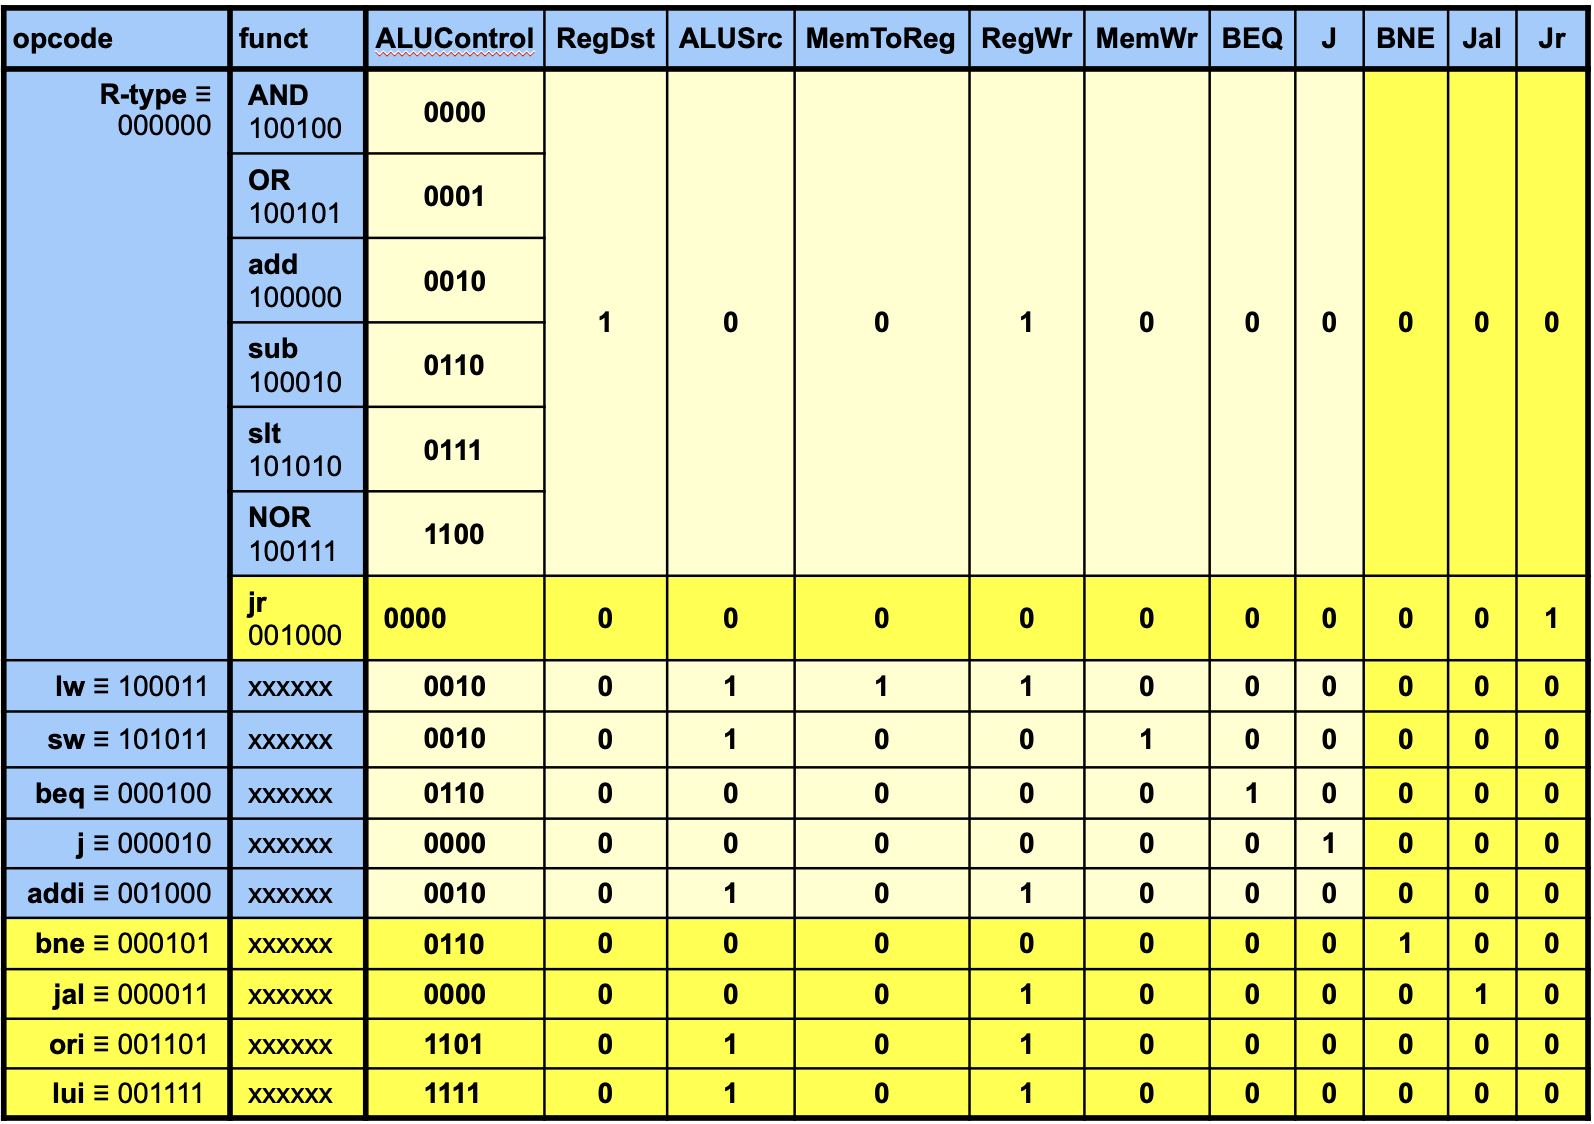 opcode funct ALUControl RegDst ALUSrc MemToReg RegWr MemWr BEQ J BNE Jal Jr
R-type ≡ 000000
AND 100100 0000
OR 100101 0001
add 100000 0010
1 0 0 1 0 0 0 0 0 0
sub 100010 0110
slt 101010 0111
NOR 100111 1100
jr 001000 0000 0 0 0 0 0 0 0 0 0 1
lw ≡ 100011 xxxxxx 0010 0 1 1 1 0 0 0 0 0 0
sw ≡ 101011 xxxxxx 0010 0 1 0 0 1 0 0 0 0 0
beq ≡ 000100 xxxxxx 0110 0 0 0 0 0 1 0 0 0 0
j ≡ 000010 xxxxxx 0000 0 0 0 0 0 0 1 0 0 0
addi ≡ 001000 xxxxxx 0010 0 1 0 1 0 0 0 0 0 0
bne ≡ 000101 xxxxxx 0110 0 0 0 0 0 0 0 1 0 0
jal ≡ 000011 xxxxxx 0000 0 0 0 1 0 0 0 0 1 0
ori ≡ 001101 xxxxxx 1101 0 1 0 1 0 0 0 0 0 0
lui ≡ 001111 xxxxxx 1111 0 1 0 1 0 0 0 0 0 0